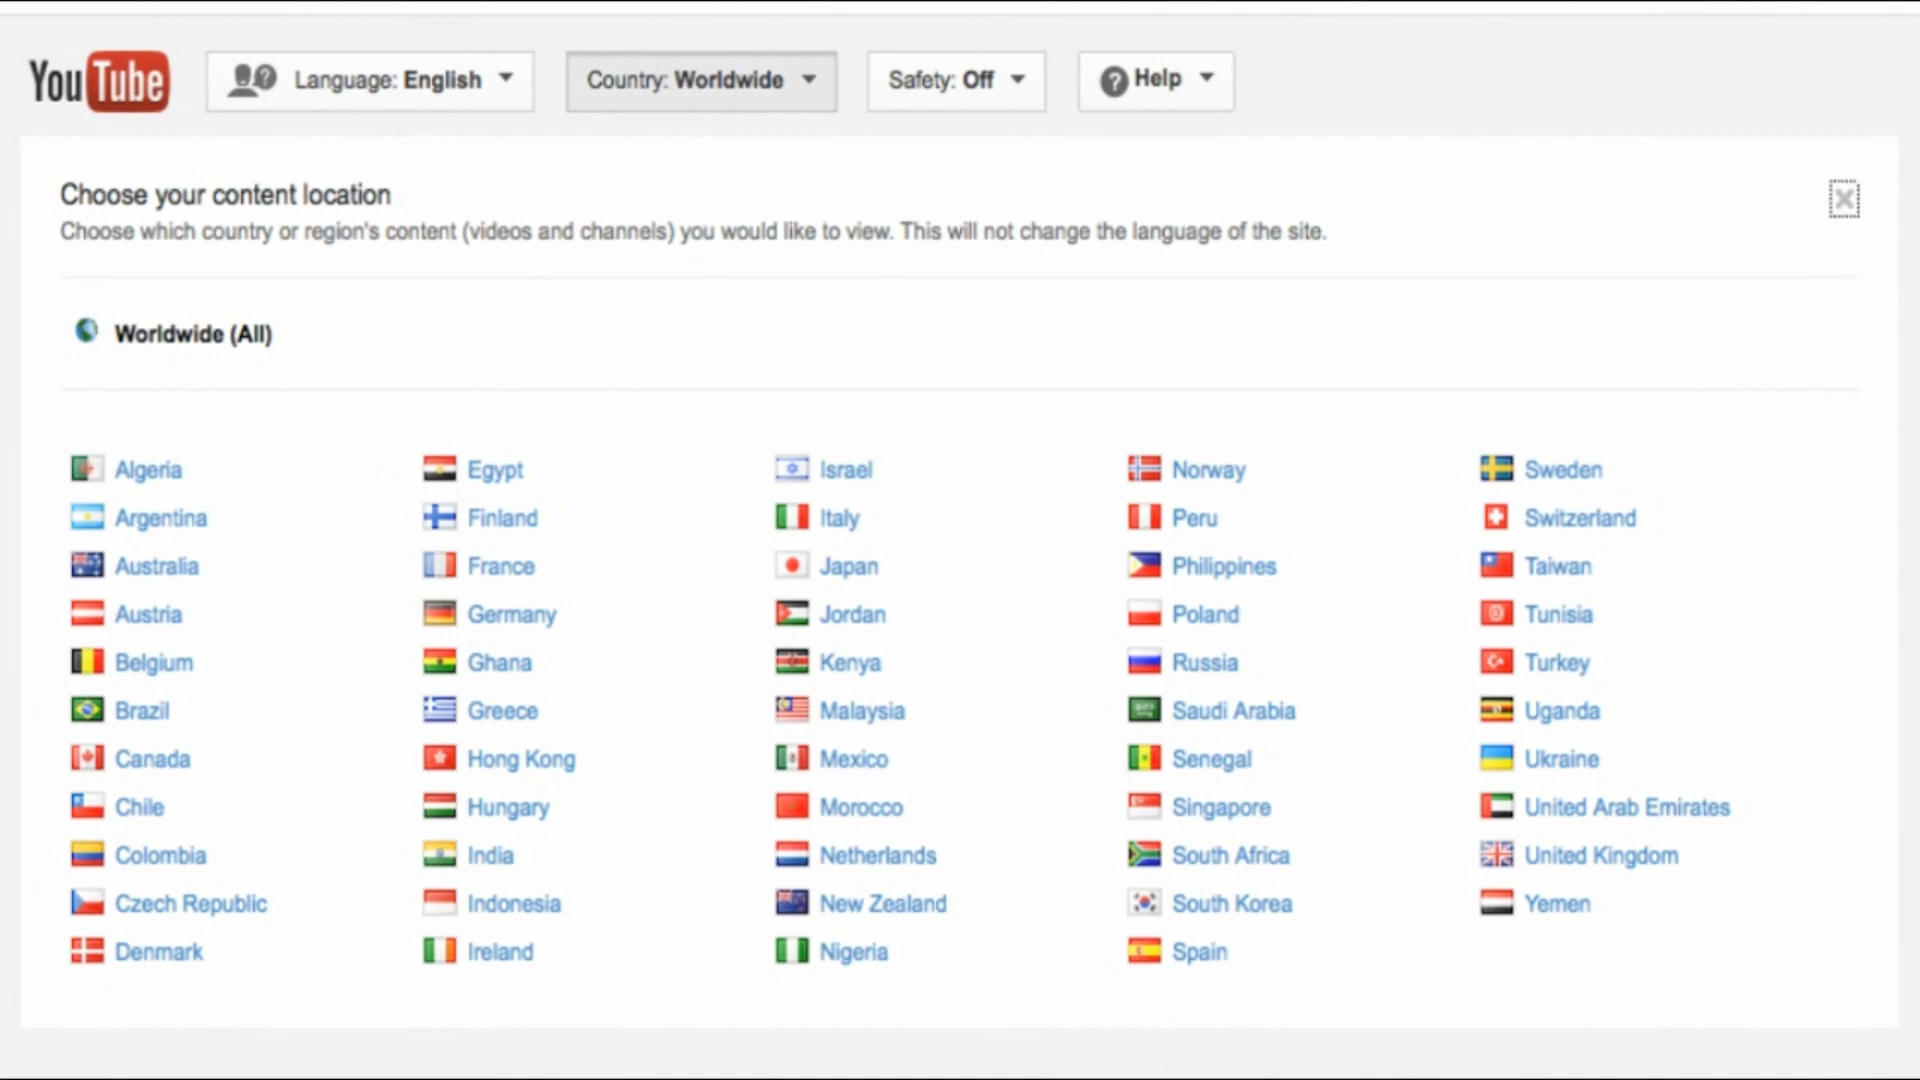 YouTube
Language: English
Country: Worldwide
Safety: Off
Help
Choose your content location
Choose which country or region's content (videos and channels) you would like to view. This will not change the language of the site.
Worldwide (All)
Algeria
Argentina
Australia
Austria
Belgium
Brazil
Canada
Chile
Colombia
Czech Republic
Denmark
Egypt
Finland
France
Germany
Ghana
Greece
Hong Kong
Hungary
India
Indonesia
Ireland
Israel
Italy
Japan
Jordan
Kenya
Malaysia
Mexico
Morocco
Netherlands
New Zealand
Nigeria
Norway
Peru
Philippines
Poland
Russia
Saudi Arabia
Senegal
Singapore
South Africa
South Korea
Spain
Sweden
Switzerland
Taiwan
Tunisia
Turkey
Uganda
Ukraine
United Arab Emirates
United Kingdom
Yemen